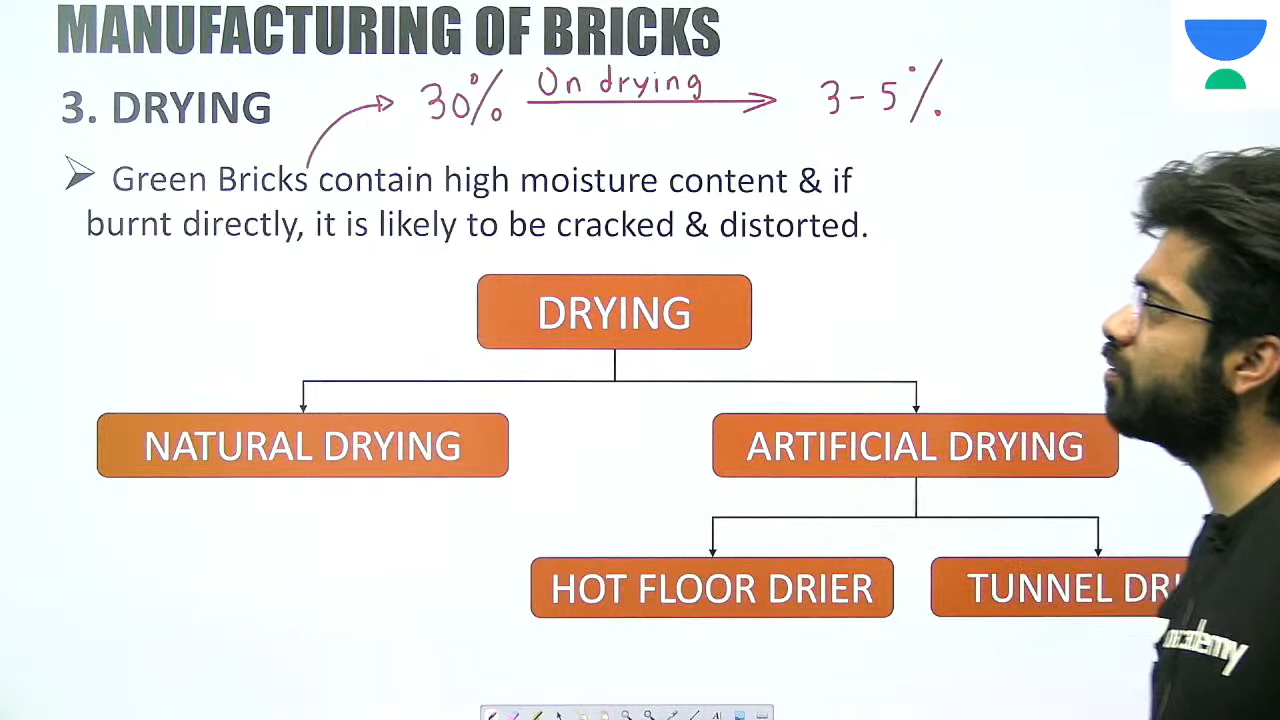 MANUFACTURING OF BRICKS
3. DRYING
30% On drying 3-5%
Green Bricks contain high moisture content & if
burnt directly, it is likely to be cracked & distorted.
DRYING
NATURAL DRYING
ARTIFICIAL DRYING
HOT FLOOR DRIER
TUNNEL